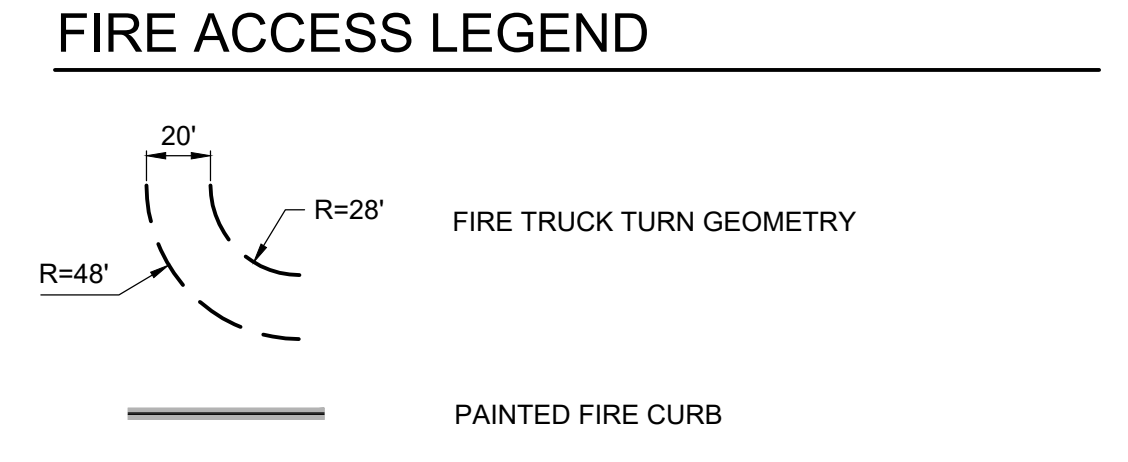 FIRE ACCESS LEGEND
20'
R=28'
FIRE TRUCK TURN GEOMETRY
R=48'
PAINTED FIRE CURB